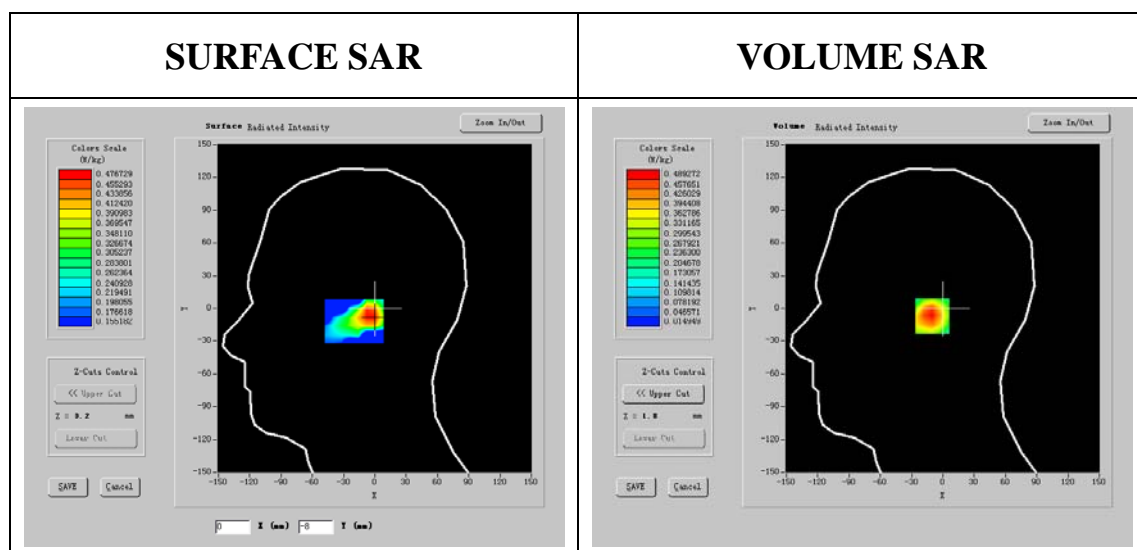 SURFACE SAR
VOLUME SAR
Surface Radiated Intensity
Zoom In/Out
Colors Scale
(W/kg)
0.476729
0.455293
0.433856
0.412420
0.390983
0.369547
0.348110
0.326674
0.305237
0.283801
0.262364
0.240928
0.219491
0.198055
0.176618
0.155182
150
120
90
60
30
0
-30
-60
-90
-120
-150
Y
-150 -120 -90 -60 -30 0 30 60 90 120 150
X
Z-Cuts Control
<< Upper Cut
Lower Cut
SAVE
Cancel
0 X (mm) -8 Y (mm)
Volume Radiated Intensity
Zoom In/Out
Colors Scale
(W/kg)
0.489272
0.457651
0.426029
0.394408
0.362786
0.331165
0.299543
0.267921
0.236300
0.204678
0.173057
0.141435
0.109814
0.078192
0.046571
0.014949
150
120
90
60
30
0
-30
-60
-90
-120
-150
Y
-150 -120 -90 -60 -30 0 30 60 90 120 150
X
Z-Cuts Control
<< Upper Cut
Lower Cut
SAVE
Cancel